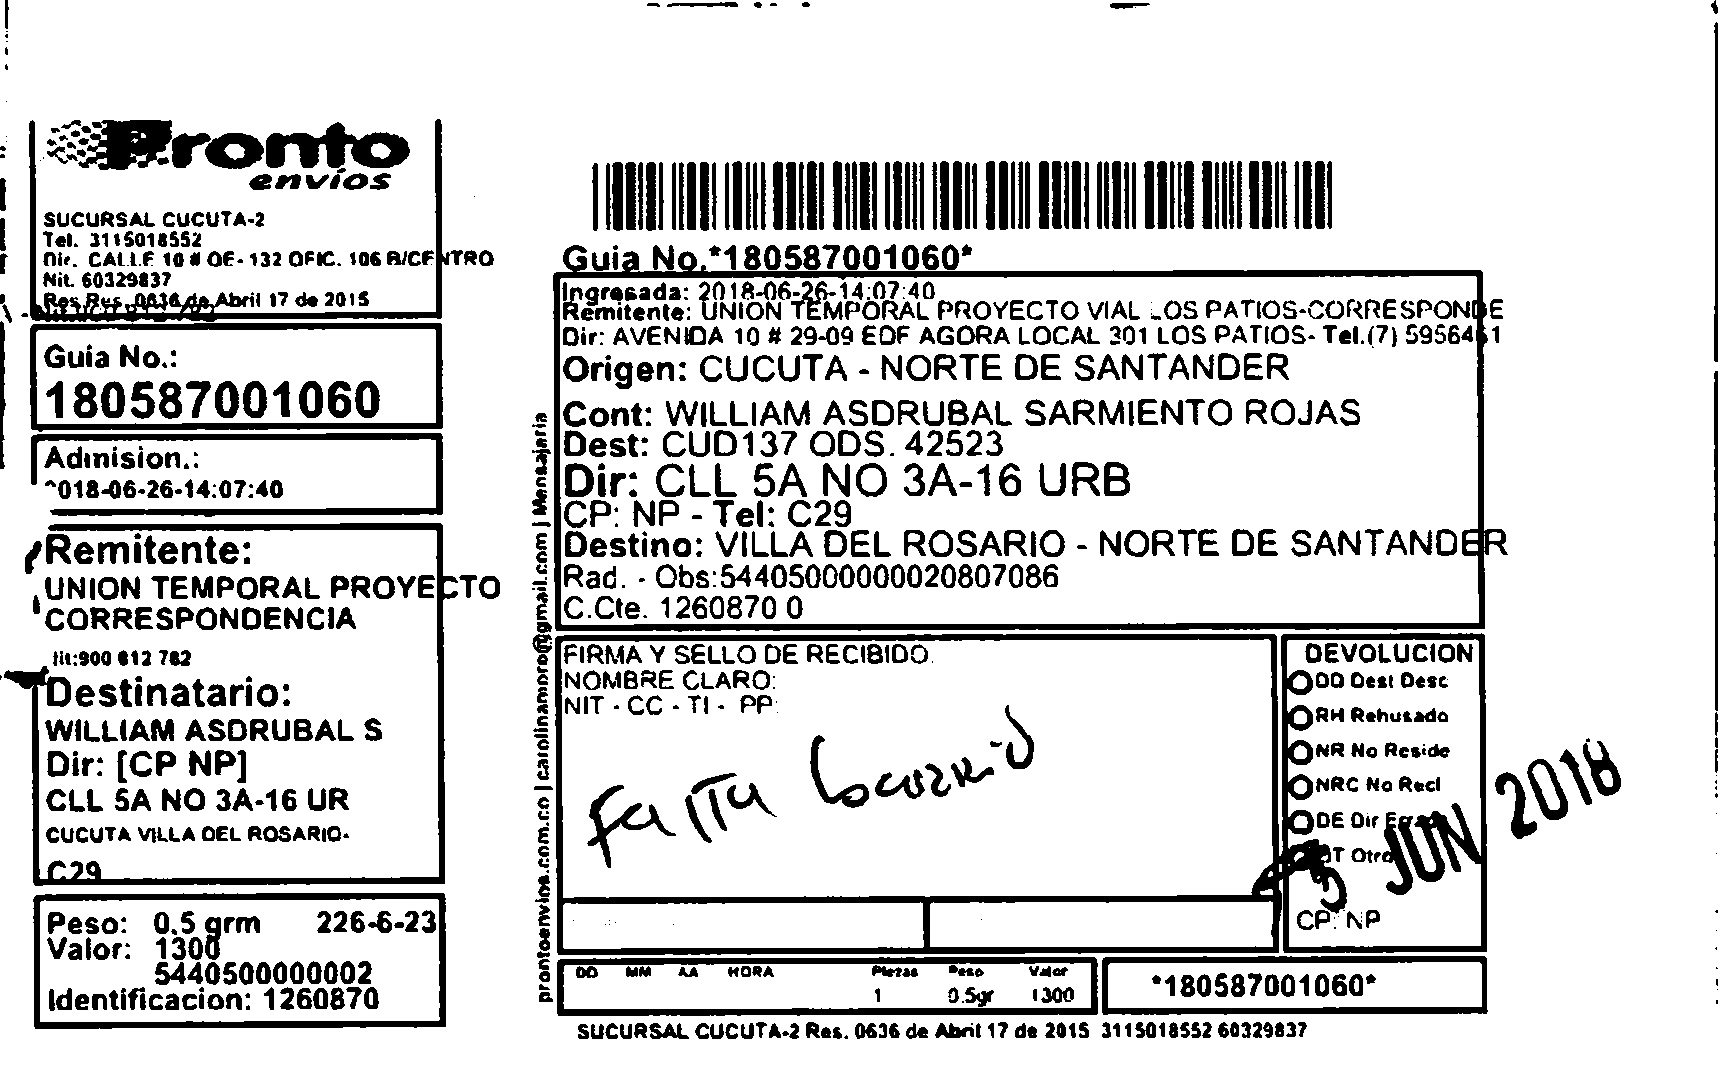 Pronto
envíos
SUCURSAL CUCUTA-2
Tel. 3115018552
Dir. CALLE 10 # OE- 132 OFIC. 106 B/CENTRO
Nit. 60329837
Res. 0636 de Abril 17 de 2015
Guia No.:
180587001060
Admision.:
018-06-26-14:07:40
Remitente:
UNION TEMPORAL PROYECTO
CORRESPONDENCIA
Nit:900 612 782
Destinatario:
WILLIAM ASDRUBAL S
Dir: [CP NP]
CLL 5A NO 3A-16 UR
CUCUTA VILLA DEL ROSARIO-
C29
Peso: 0.5 grm 226-6-23
Valor: 1300
5440500000002
Identificacion: 1260870
prontoenvios.com.co | carolinamoro@gmail.com | Mensajeria
Guia No.*180587001060*
Ingresada: 2018-06-26-14:07:40
Remitente: UNION TEMPORAL PROYECTO VIAL LOS PATIOS-CORRESPONDE
Dir: AVENIDA 10 # 29-09 EDF AGORA LOCAL 301 LOS PATIOS- Tel.(7) 5956461
Origen: CUCUTA - NORTE DE SANTANDER
Cont: WILLIAM ASDRUBAL SARMIENTO ROJAS
Dest: CUD137 ODS. 42523
Dir: CLL 5A NO 3A-16 URB
CP: NP - Tel: C29
Destino: VILLA DEL ROSARIO - NORTE DE SANTANDER
Rad. - Obs:54405000000020807086
C.Cte. 1260870 0
FIRMA Y SELLO DE RECIBIDO.
NOMBRE CLARO:
NIT - CC - TI - PP:
Falta
DEVOLUCION
DD Dest Desc
RH Rehusado
NR No Reside
NRC No Recl
DE Dir Errada
OT Otro
JUN 2018
CP: NP
DD MM AA HORA Piezas Peso Valor
1 0.5gr 1300
*180587001060*
SUCURSAL CUCUTA-2 Res. 0636 de Abril 17 de 2015 3115018552 60329837